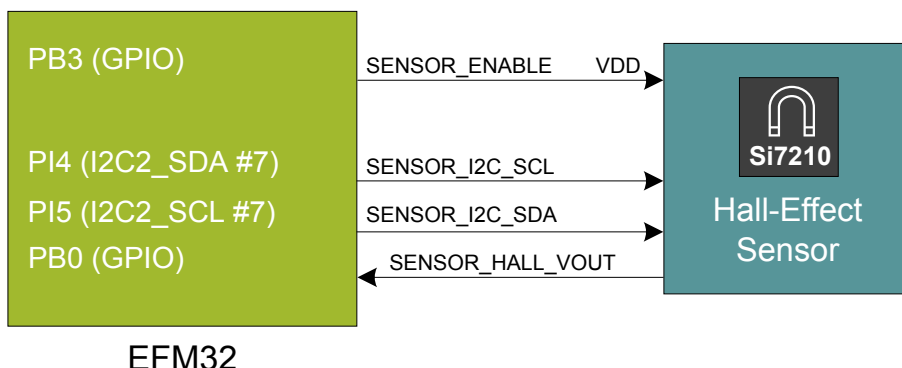 PB3 (GPIO)
SENSOR_ENABLE VDD
PI4 (I2C2_SDA #7)
SENSOR_I2C_SCL
PI5 (I2C2_SCL #7)
SENSOR_I2C_SDA
PB0 (GPIO)
SENSOR_HALL_VOUT
Si7210
Hall-Effect
Sensor
EFM32